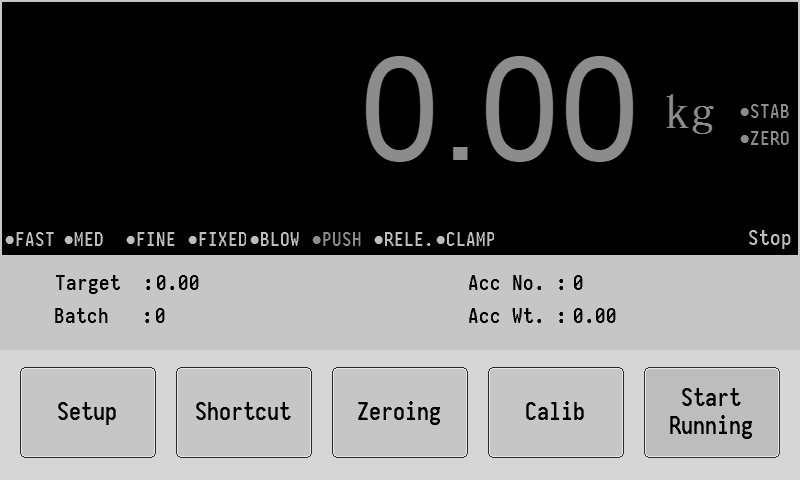 0.00 kg
●STAB
●ZERO
●FAST ●MED ●FINE ●FIXED ●BLOW ●PUSH ●RELE. ●CLAMP Stop
Target :0.00 Acc No. :0
Batch :0 Acc Wt. :0.00
Setup Shortcut Zeroing Calib Start
Running